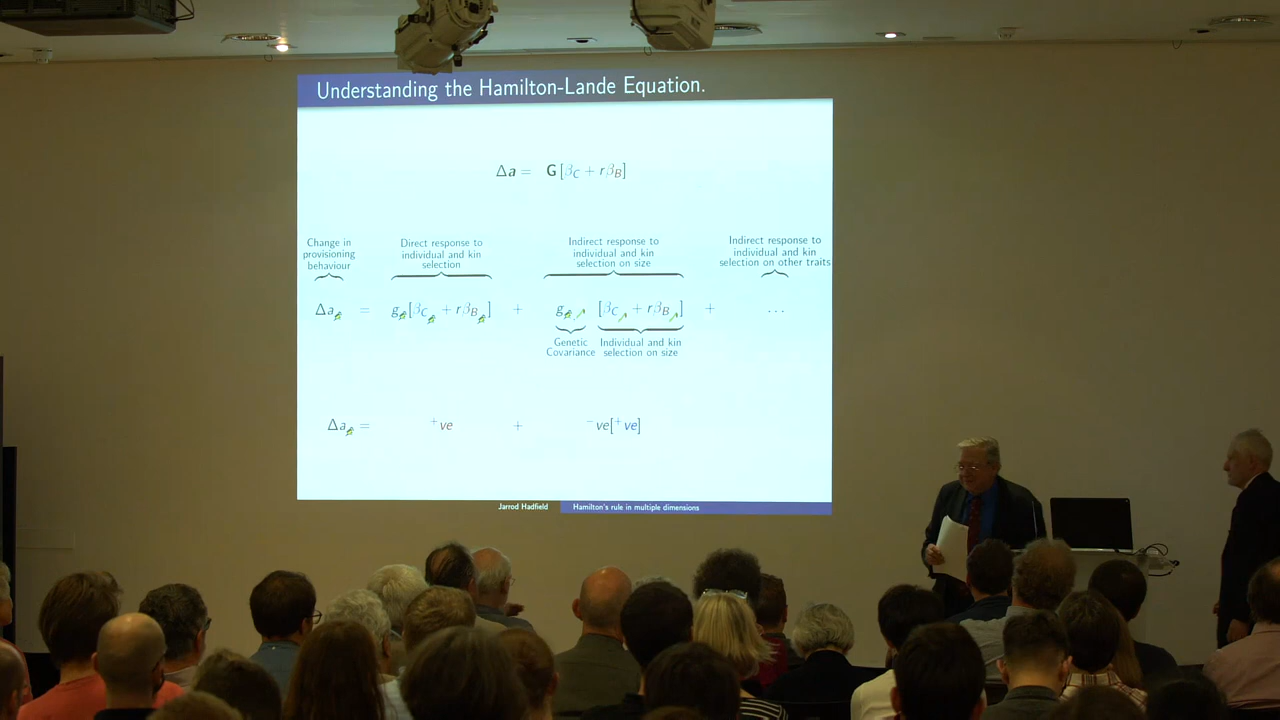 Understanding the Hamilton-Lande Equation.
Δa = G[βC + rβB]
Change in
provisioning
behaviour
Direct response to
individual and kin
selection
Indirect response to
individual and kin
selection on size
Indirect response to
individual and kin
selection on other traits
Δa = g[βC + rβB] + g [βC + rβB] + ...
Genetic
Covariance
Individual and kin
selection on size
Δa = +ve + −ve[+ve]
Jarrod Hadfield
Hamilton's rule in multiple dimensions